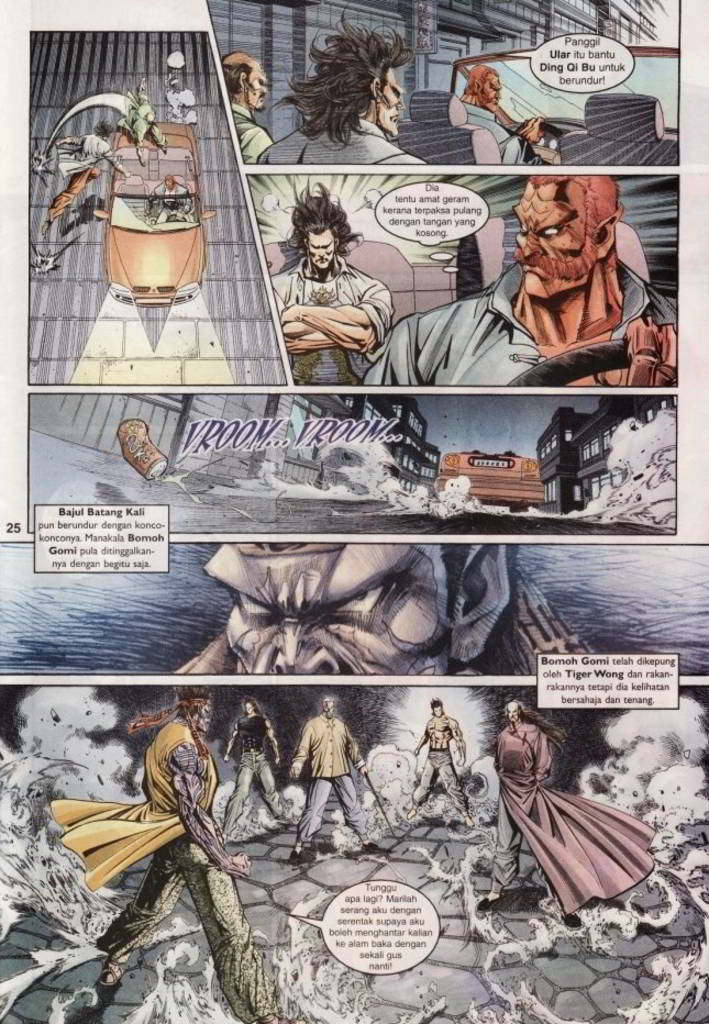 Panggil
Ular itu bantu
Ding Qi Bu untuk
berundur!
Dia
tentu amat geram
kerana terpaksa pulang
dengan tangan yang
kosong.
VROOM... VROOM...
25
Bajul Batang Kali
pun berundur dengan konco-
konconya. Manakala Bomoh
Gomi pula ditinggalkan-
nya dengan begitu saja.
Bomoh Gomi telah dikepung
oleh Tiger Wong dan rakan-
rakannya tetapi dia kelihatan
bersahaja dan tenang.
Tunggu
apa lagi? Marilah
serang aku dengan
serentak supaya aku
boleh menghantar kalian
ke alam baka dengan
sekali gus
nanti!